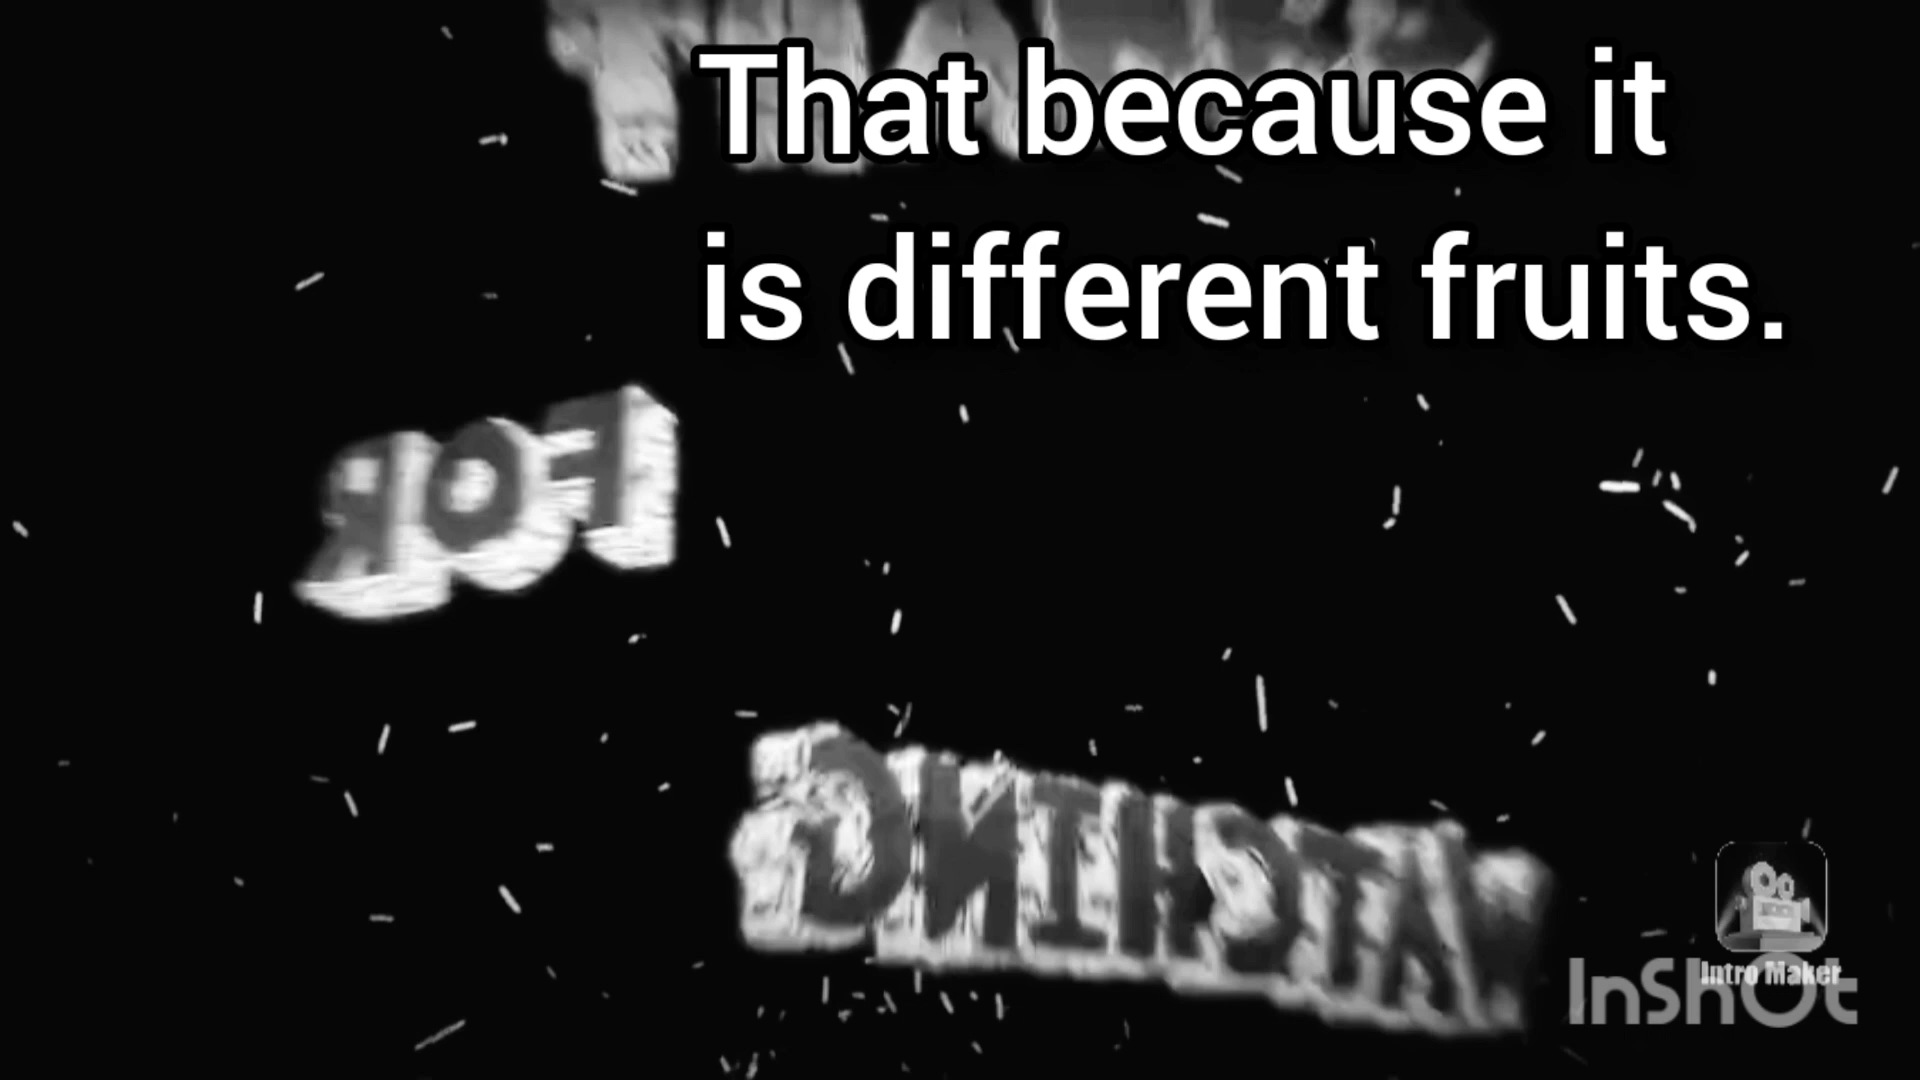 That because it
is different fruits.
FOR
WATCHING
Intro Maker
InShOt